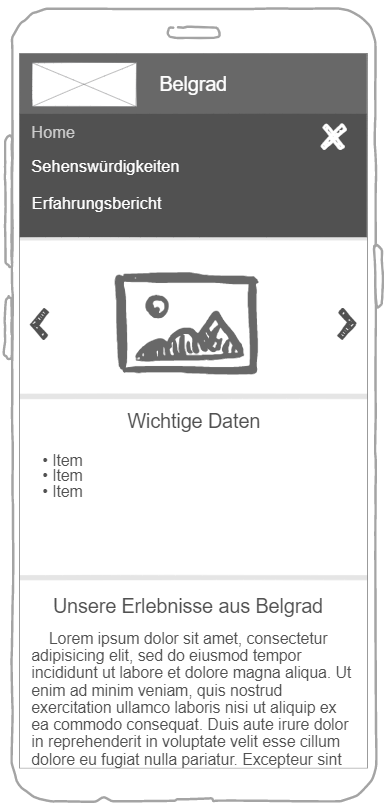 Belgrad
Home
Sehenswürdigkeiten
Erfahrungsbericht
Wichtige Daten
• Item
• Item
• Item
Unsere Erlebnisse aus Belgrad
Lorem ipsum dolor sit amet, consectetur
adipisicing elit, sed do eiusmod tempor
incididunt ut labore et dolore magna aliqua. Ut
enim ad minim veniam, quis nostrud
exercitation ullamco laboris nisi ut aliquip ex
ea commodo consequat. Duis aute irure dolor
in reprehenderit in voluptate velit esse cillum
dolore eu fugiat nulla pariatur. Excepteur sint